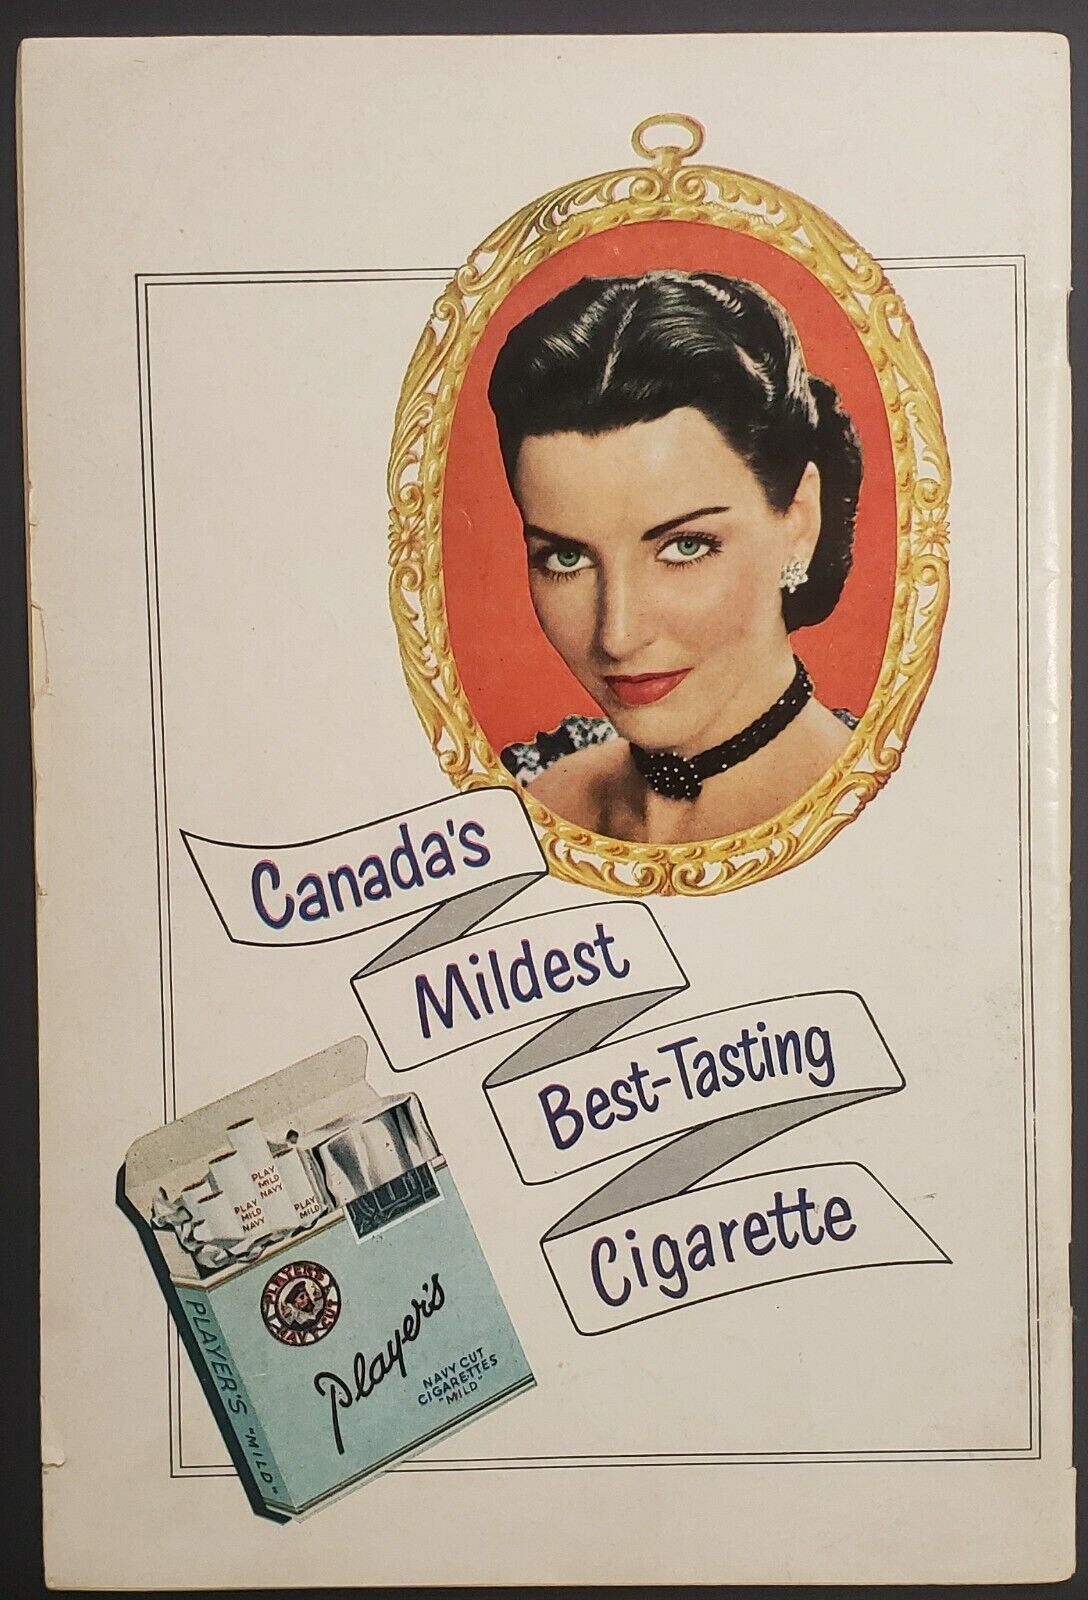 Canada's
Mildest
Best-Tasting
Cigarette
PLAY
MILD
NAVY
PLAY
MILD
NAVY
PLAY
MILD
PLAYER'S
NAVY CUT
Player's
NAVY CUT
CIGARETTES
"MILD"
PLAYER'S "MILD"